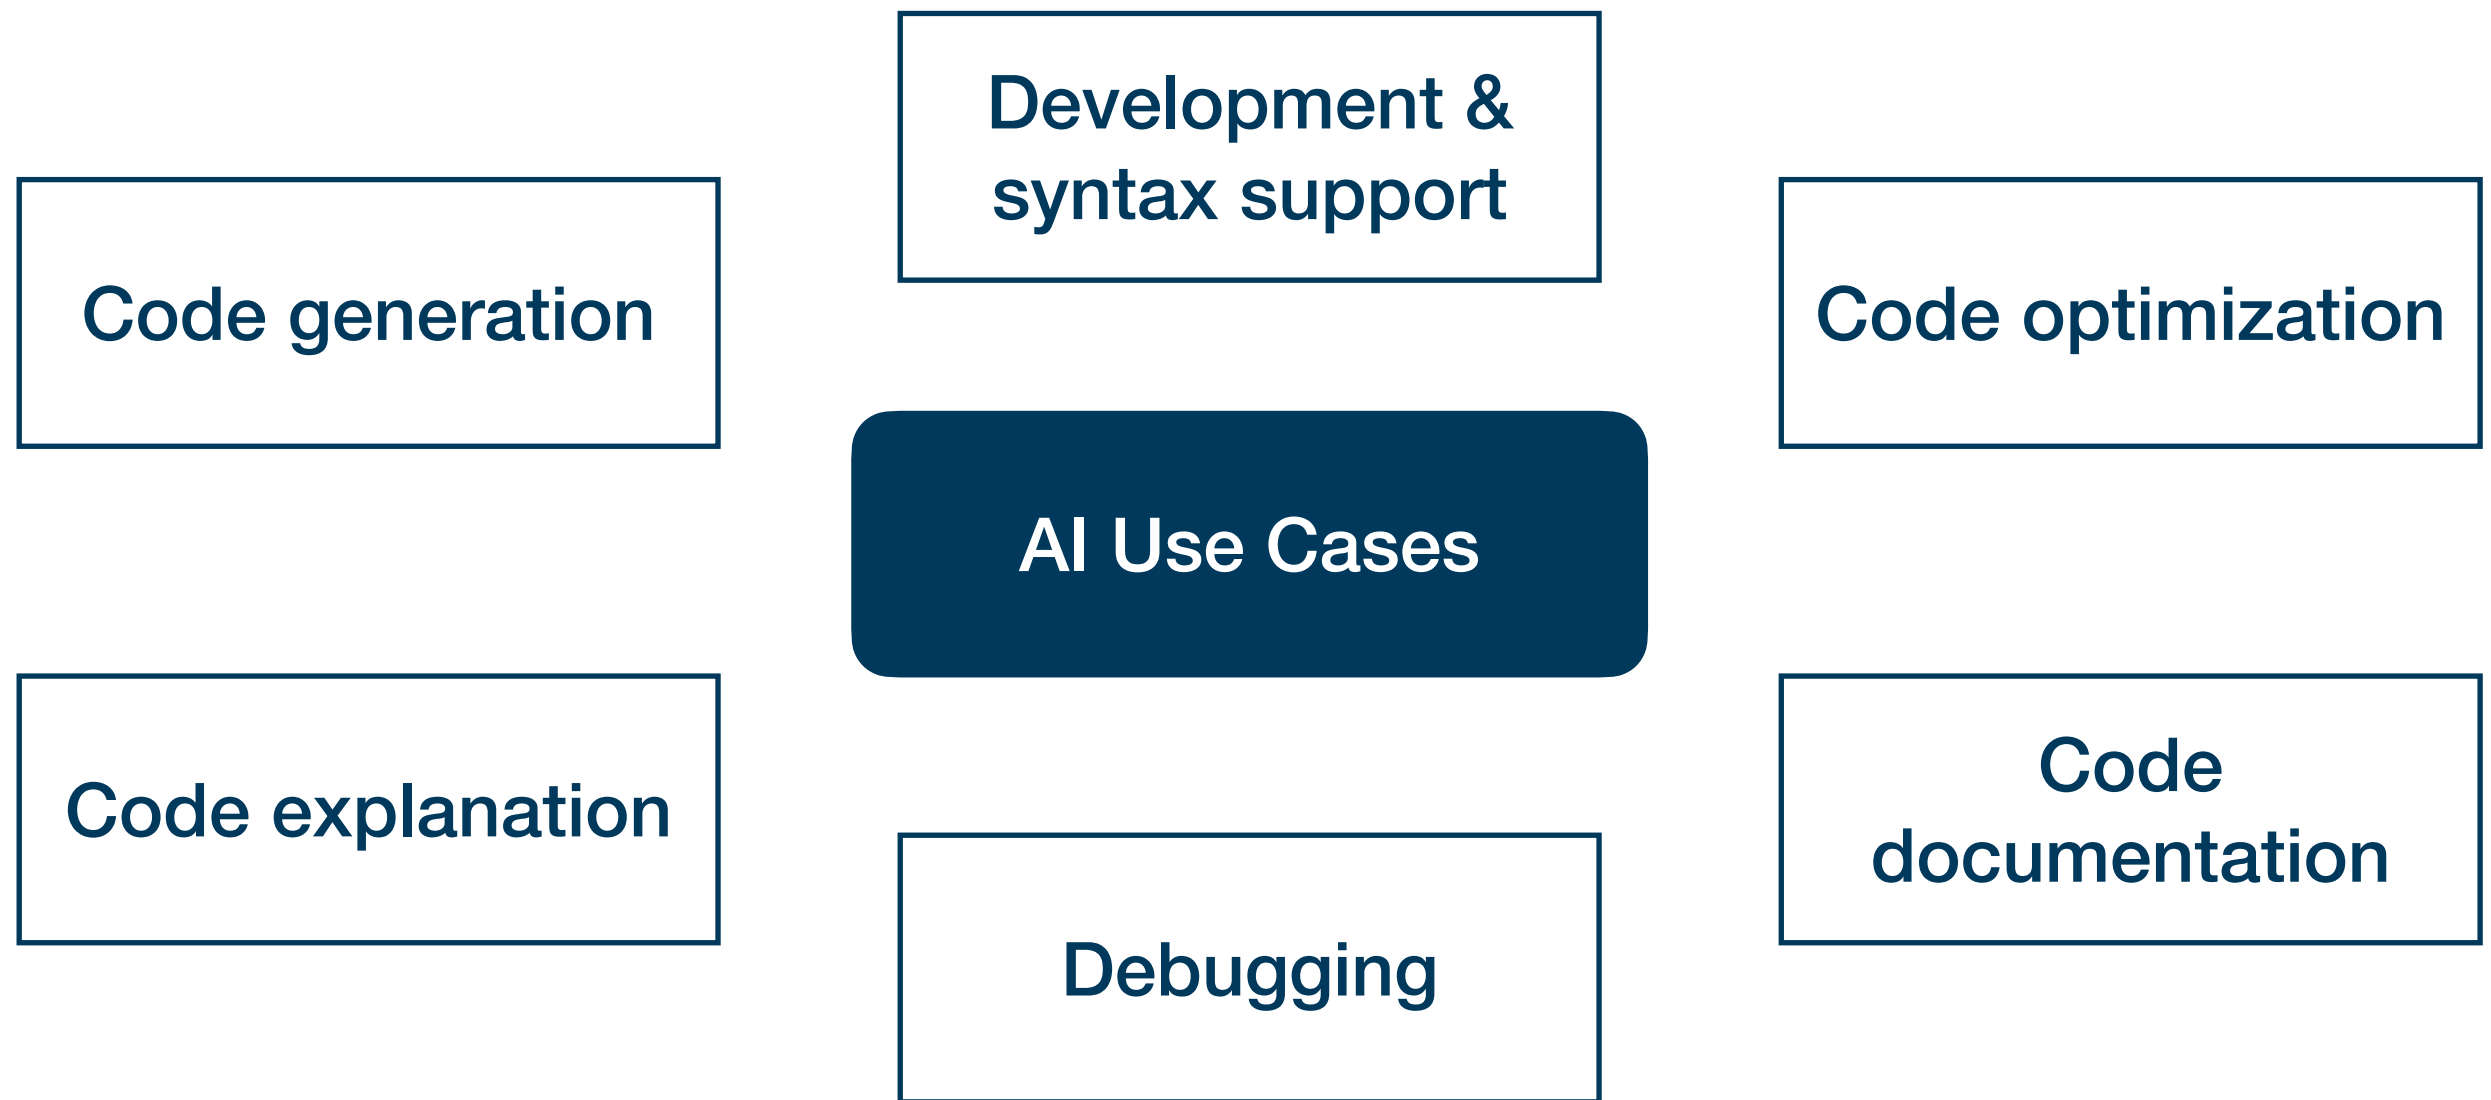 Development &
syntax support
Code generation
Code optimization
AI Use Cases
Code explanation
Code
documentation
Debugging